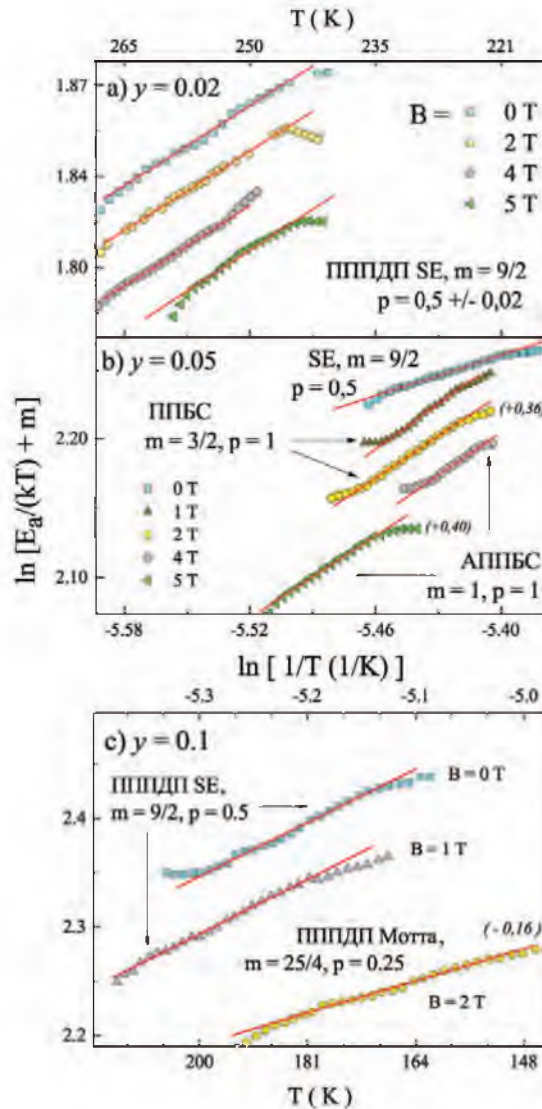 T ( K )
265 250 235 221
a) y = 0.02
B =
0 T
2 T
4 T
5 T
1.87
1.84
1.80
ПППДП SE, m = 9/2
p = 0,5 +/- 0,02
b) y = 0.05
SE, m = 9/2
p = 0,5
ППБС
m = 3/2, p = 1
(+0,36)
0 T
1 T
2 T
4 T
5 T
(+0,40)
АППБС
m = 1, p = 1
2.20
2.10
ln [E_a/(kT) + m]
-5.58 -5.52 -5.46 -5.40
ln [ 1/T (1/K) ]
-5.3 -5.2 -5.1 -5.0
c) y = 0.1
ПППДП SE,
m = 9/2, p = 0.5
B = 0 T
B = 1 T
ПППДП Мотта,
m = 25/4, p = 0.25
(- 0,16)
B = 2 T
2.4
2.3
2.2
200 181 164 148
T ( K )